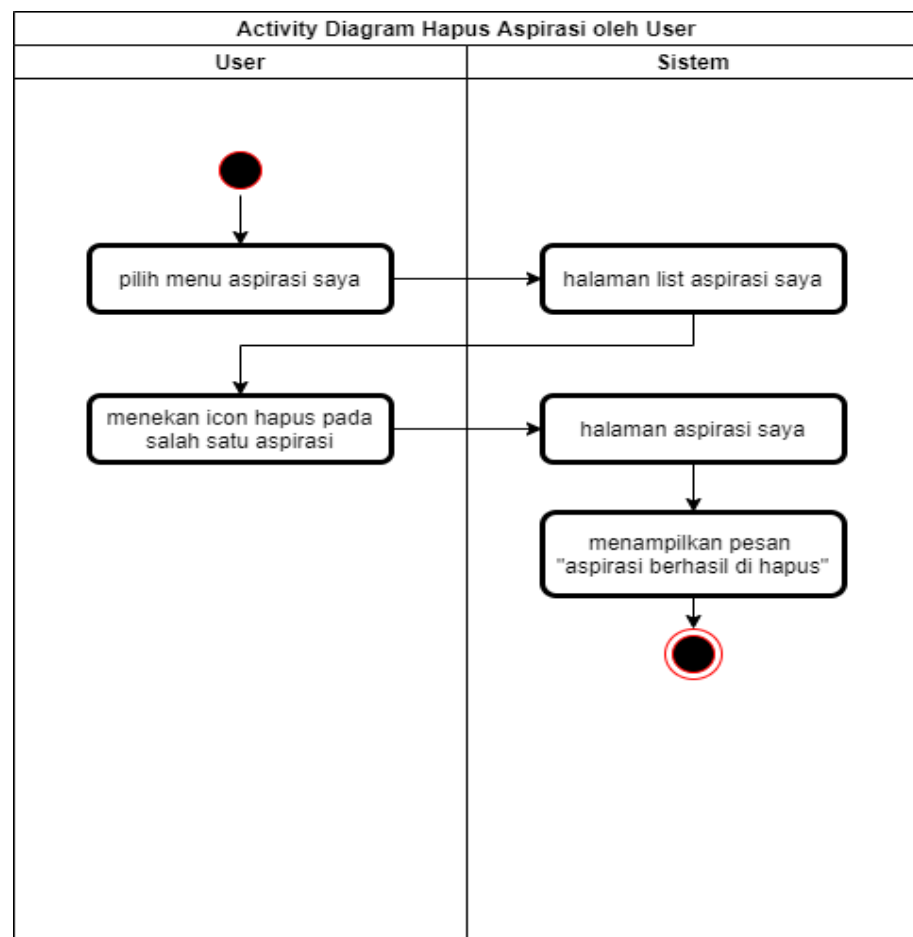 Activity Diagram Hapus Aspirasi oleh User
User
Sistem
pilih menu aspirasi saya
halaman list aspirasi saya
menekan icon hapus pada
salah satu aspirasi
halaman aspirasi saya
menampilkan pesan
"aspirasi berhasil di hapus"